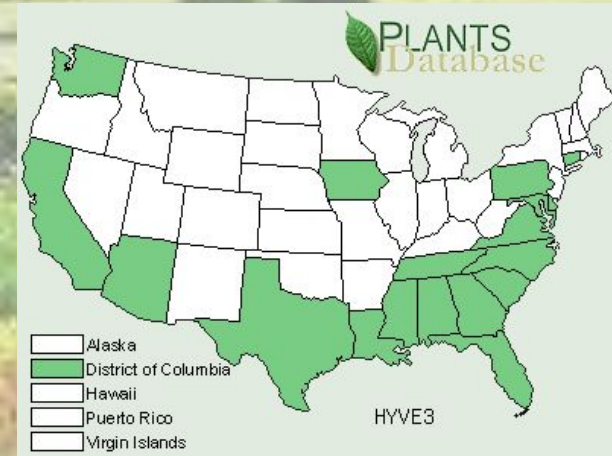 PLANTS
Database
Alaska
District of Columbia
Hawaii
Puerto Rico
Virgin Islands
HYVE3